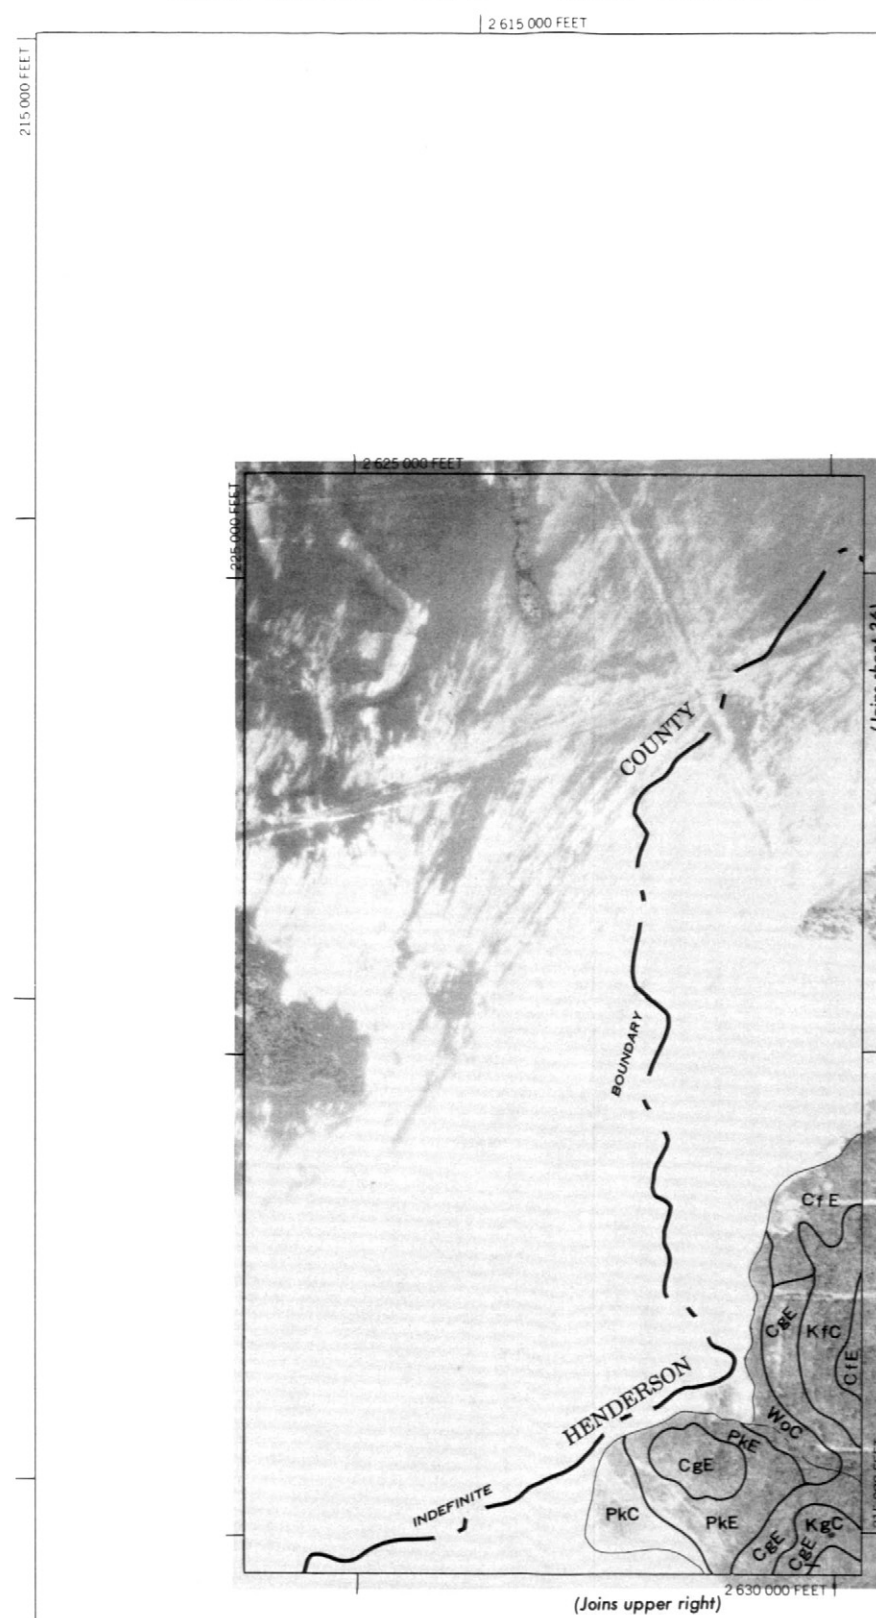 2 615 000 FEET
215 000 FEET
2 625 000 FEET
225 000 FEET
COUNTY
BOUNDARY
CfE
CgE
KfC
CfE
HENDERSON
WoC
PkE
CgE
INDEFINITE
PkC
PkE
CgE
KgC
CgE
2 630 000 FEET
(Joins upper right)